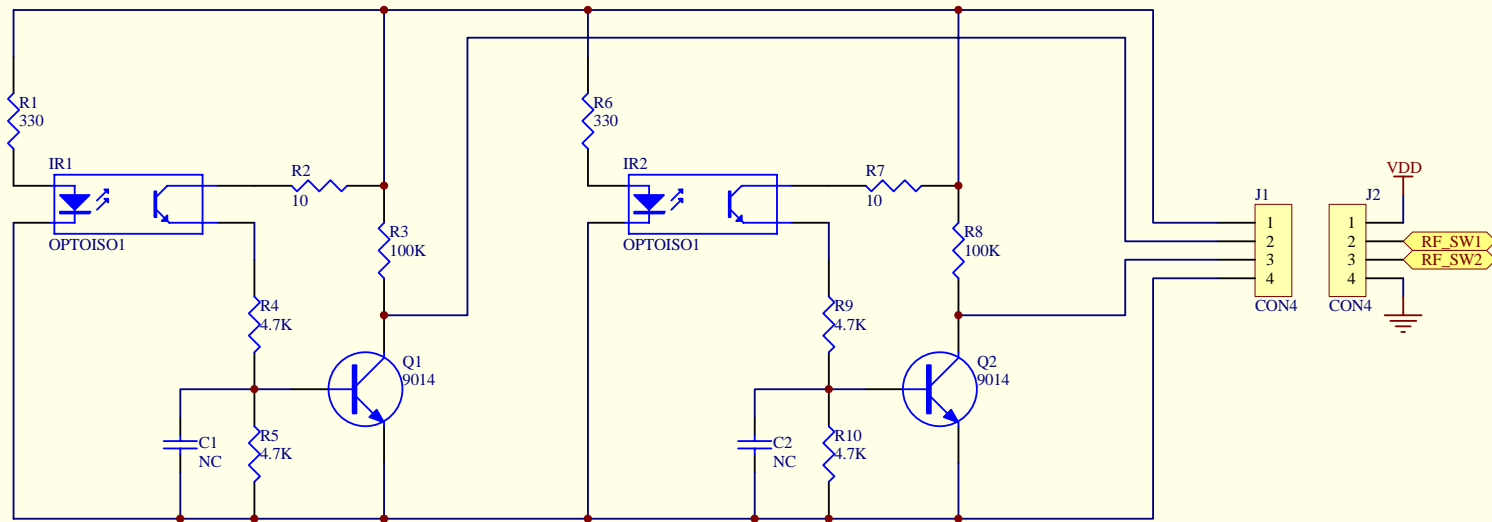 R1
330
IR1
OPTOISO1
R2
10
R3
100K
R4
4.7K
Q1
9014
C1
NC
R5
4.7K
R6
330
IR2
OPTOISO1
R7
10
R8
100K
R9
4.7K
Q2
9014
C2
NC
R10
4.7K
J1
1
2
3
4
CON4
VDD
J2
1
2
3
4
CON4
RF_SW1
RF_SW2